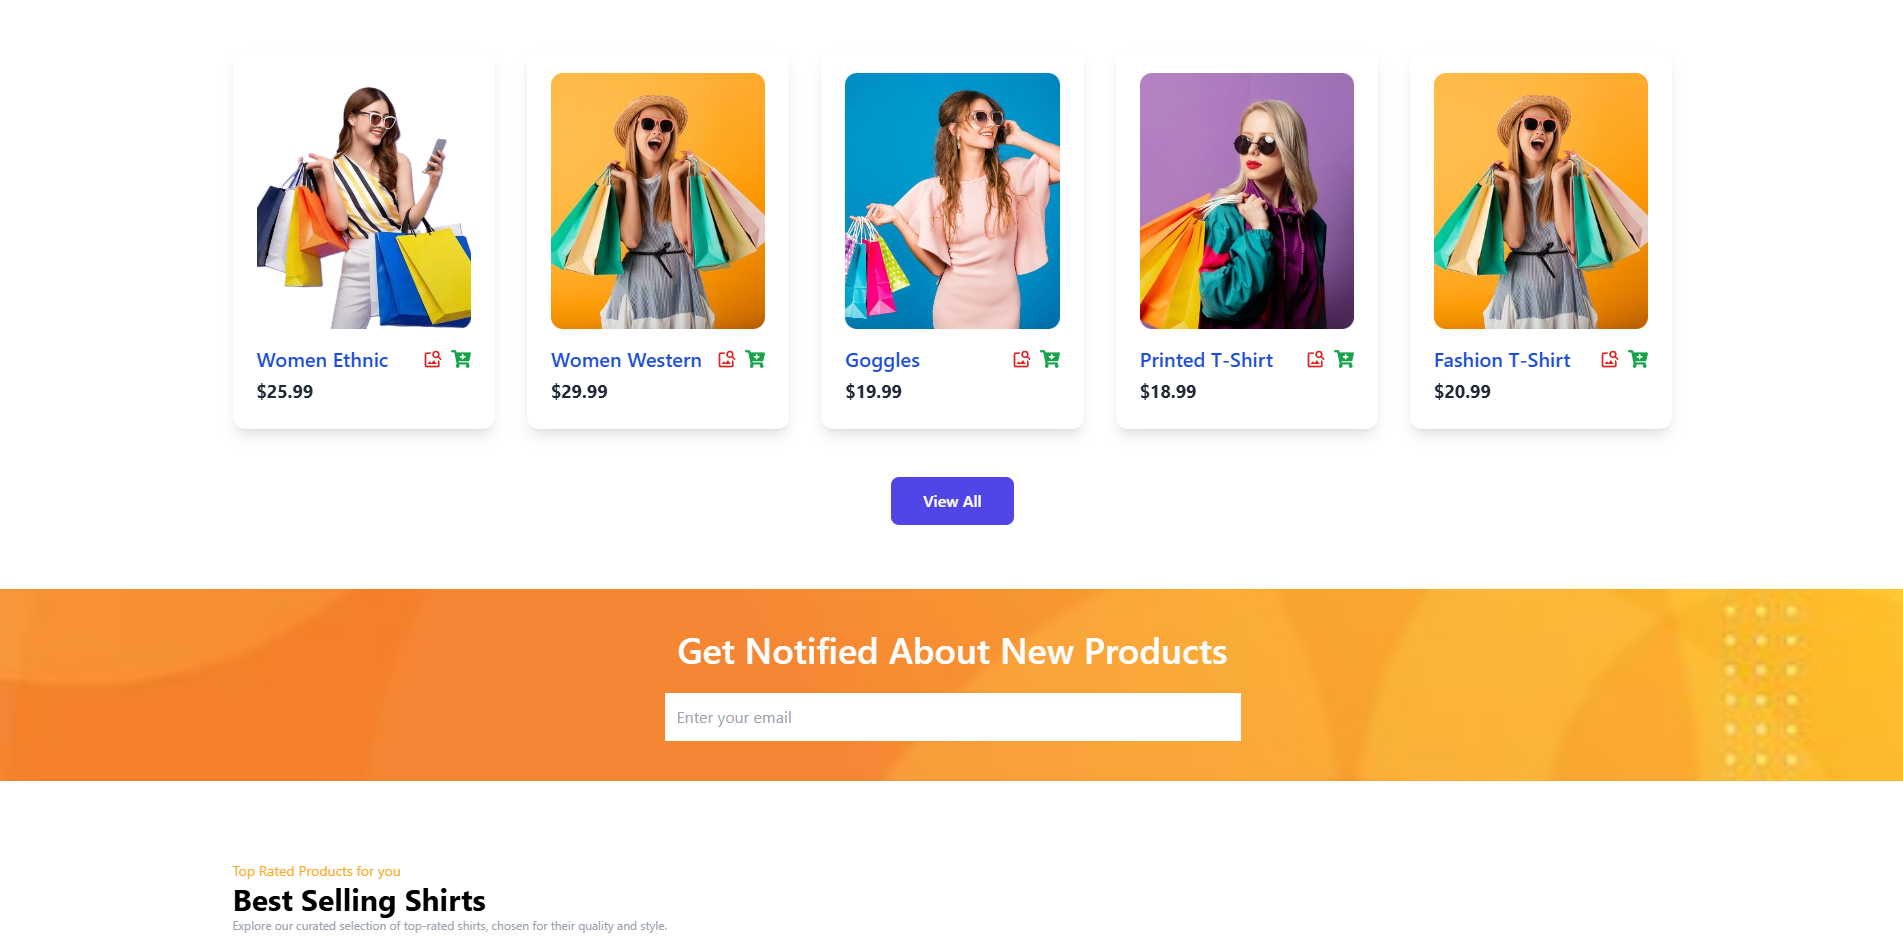 Women Ethnic
$25.99
Women Western
$29.99
Goggles
$19.99
Printed T-Shirt
$18.99
Fashion T-Shirt
$20.99
View All
Get Notified About New Products
Enter your email
Top Rated Products for you
Best Selling Shirts
Explore our curated selection of top-rated shirts, chosen for their quality and style.